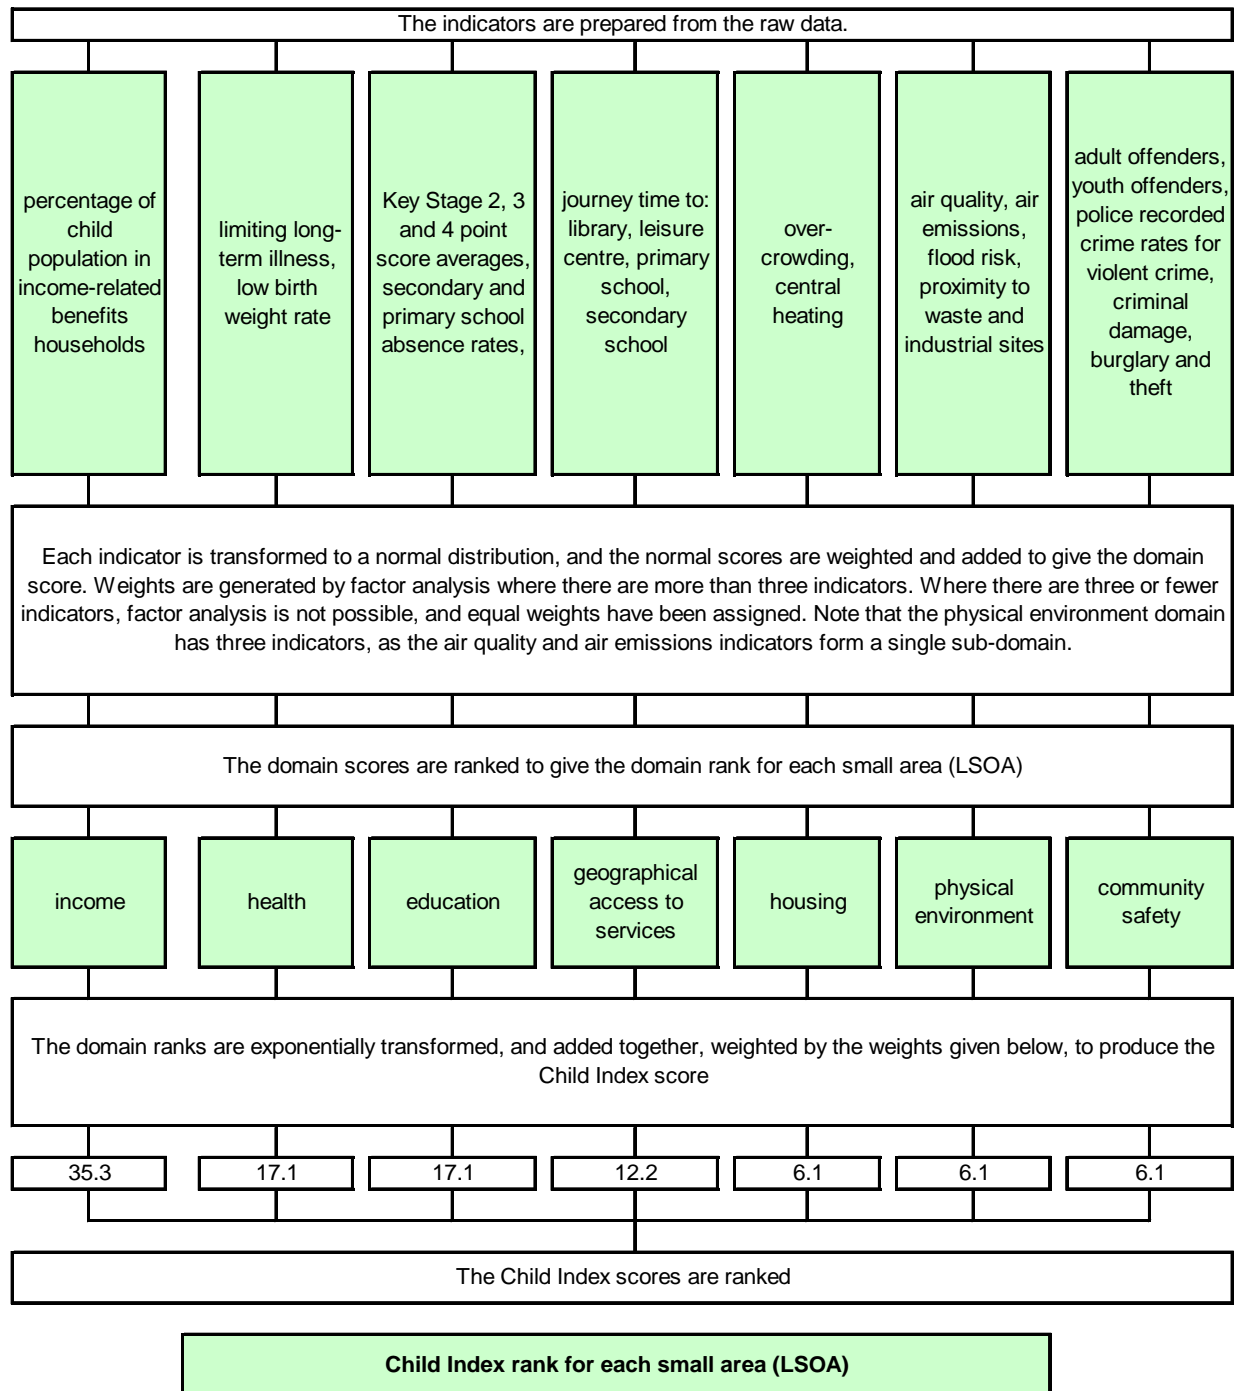 The indicators are prepared from the raw data.
percentage of
child
population in
income-related
benefits
households
limiting long-
term illness,
low birth
weight rate
Key Stage 2, 3
and 4 point
score averages,
secondary and
primary school
absence rates,
journey time to:
library, leisure
centre, primary
school,
secondary
school
over-
crowding,
central
heating
air quality, air
emissions,
flood risk,
proximity to
waste and
industrial sites
adult offenders,
youth offenders,
police recorded
crime rates for
violent crime,
criminal
damage,
burglary and
theft
Each indicator is transformed to a normal distribution, and the normal scores are weighted and added to give the domain
score. Weights are generated by factor analysis where there are more than three indicators. Where there are three or fewer
indicators, factor analysis is not possible, and equal weights have been assigned. Note that the physical environment domain
has three indicators, as the air quality and air emissions indicators form a single sub-domain.
The domain scores are ranked to give the domain rank for each small area (LSOA)
income
health
education
geographical
access to
services
housing
physical
environment
community
safety
The domain ranks are exponentially transformed, and added together, weighted by the weights given below, to produce the
Child Index score
35.3
17.1
17.1
12.2
6.1
6.1
6.1
The Child Index scores are ranked
Child Index rank for each small area (LSOA)